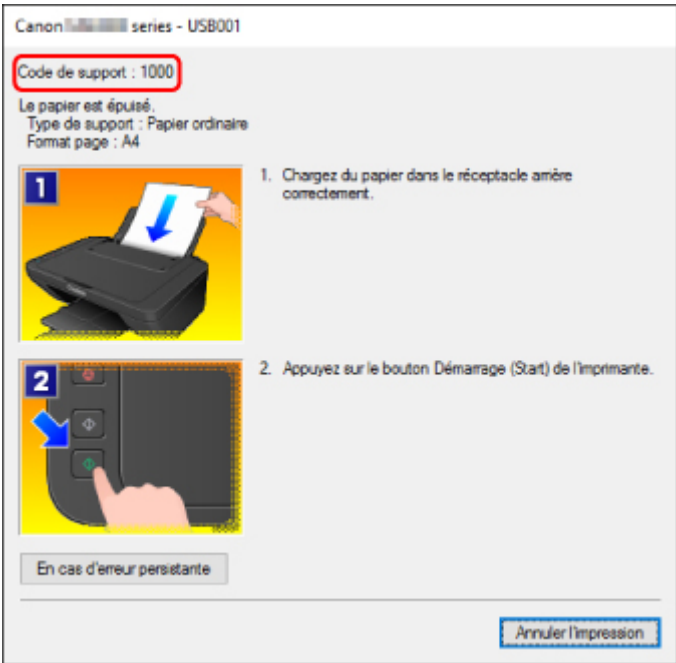 Canon series - USB001
Code de support : 1000
Le papier est épuisé.
Type de support : Papier ordinaire
Format page : A4
1
1. Chargez du papier dans le réceptacle arrière
correctement.
2
2. Appuyez sur le bouton Démarrage (Start) de l'imprimante.
En cas d'erreur persistante
Annuler l'impression